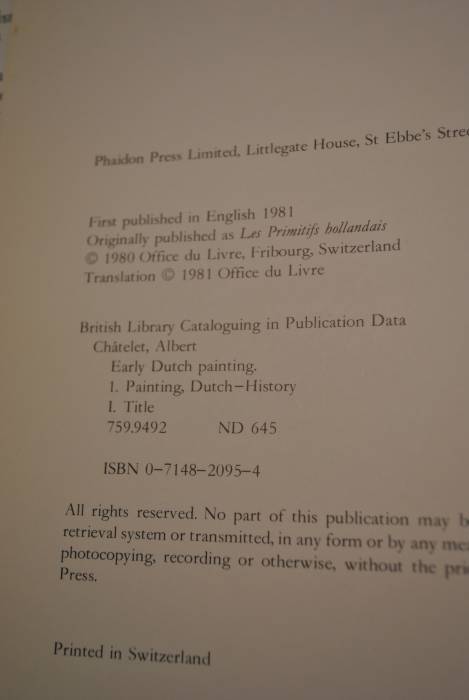 Phaidon Press Limited, Littlegate House, St Ebbe's
First published in English 1981
Originally published as Les Primitifs hollandais
© 1980 Office du Livre, Fribourg, Switzerland
Translation © 1981 Office du Livre
British Library Cataloguing in Publication Data
Châtelet, Albert
Early Dutch painting.
1. Painting, Dutch—History
I. Title
759.9492 ND 645
ISBN 0–7148–2095–4
All rights reserved. No part of this publication may
retrieval system or transmitted, in any form or by any
photocopying, recording or otherwise, without the
Press.
Printed in Switzerland